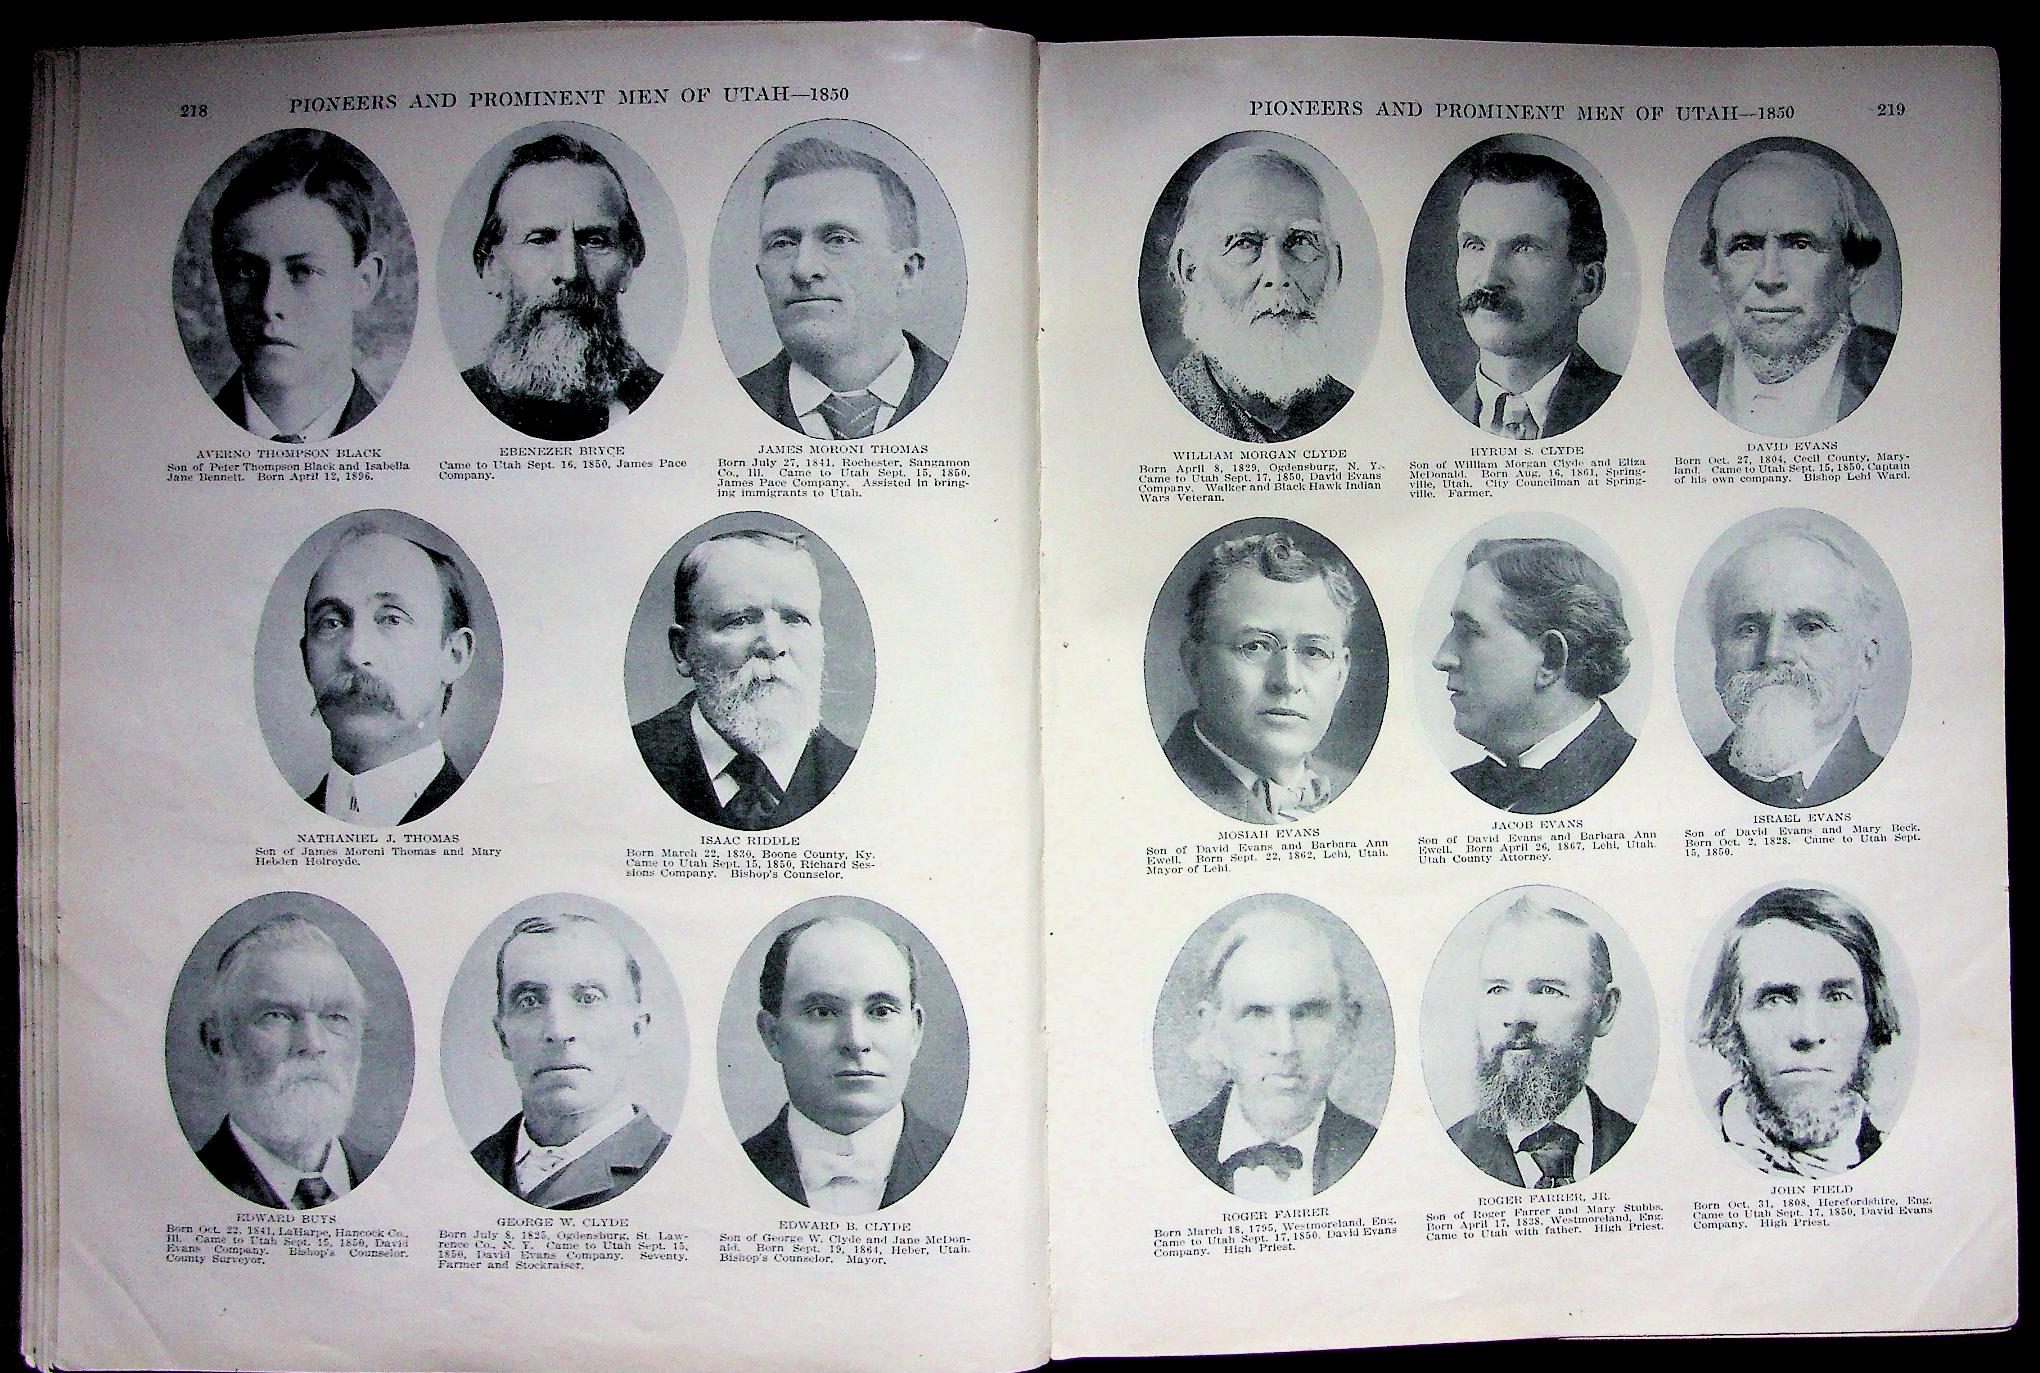 218
PIONEERS AND PROMINENT MEN OF UTAH—1850
AVERNO THOMPSON BLACK
Son of Peter Thompson Black and Isabella
Jane Bennett. Born April 12, 1896.
EBENEZER BRYCE
Came to Utah Sept. 16, 1850, James Pace
Company.
JAMES MORONI THOMAS
Born July 27, 1841, Rochester, Sangamon
Co., Ill. Came to Utah Sept. 15, 1850,
James Pace Company. Assisted in bring-
ing immigrants to Utah.
NATHANIEL J. THOMAS
Son of James Moroni Thomas and Mary
Hebden Holroyde.
ISAAC RIDDLE
Born March 22, 1830, Boone County, Ky.
Came to Utah Sept. 15, 1850, Richard Ses-
sions Company. Bishop's Counselor.
EDWARD BUYS
Born Oct. 22, 1841, LaHarpe, Hancock Co.,
Ill. Came to Utah Sept. 15, 1850, David
Evans Company. Bishop's Counselor.
County Surveyor.
GEORGE W. CLYDE
Born July 8, 1825, Ogdensburg, St. Law-
rence Co., N. Y. Came to Utah Sept. 15,
1850, David Evans Company. Seventy.
Farmer and Stockraiser.
EDWARD B. CLYDE
Son of George W. Clyde and Jane McDon-
ald. Born Sept. 19, 1864, Heber, Utah.
Bishop's Counselor. Mayor.
PIONEERS AND PROMINENT MEN OF UTAH—1850
219
WILLIAM MORGAN CLYDE
Born April 8, 1829, Ogdensburg, N. Y.
Came to Utah Sept. 17, 1850, David Evans
Company. Walker and Black Hawk Indian
Wars Veteran.
HYRUM S. CLYDE
Son of William Morgan Clyde and Eliza
McDonald. Born Aug. 16, 1861, Spring-
ville, Utah. City Councilman at Spring-
ville. Farmer.
DAVID EVANS
Born Oct. 27, 1804, Cecil County, Mary-
land. Came to Utah Sept. 15, 1850, Captain
of his own company. Bishop Lehi Ward.
MOSIAH EVANS
Son of David Evans and Barbara Ann
Ewell. Born Sept. 22, 1862, Lehi, Utah.
Mayor of Lehi.
JACOB EVANS
Son of David Evans and Barbara Ann
Ewell. Born April 26, 1867, Lehi, Utah.
Utah County Attorney.
ISRAEL EVANS
Son of David Evans and Mary Beck.
Born Oct. 2, 1828. Came to Utah Sept.
15, 1850.
ROGER FARRER
Born March 18, 1795, Westmoreland, Eng.
Came to Utah Sept. 17, 1850. David Evans
Company. High Priest.
ROGER FARRER, JR.
Son of Roger Farrer and Mary Stubbs.
Born April 17, 1838, Westmoreland, Eng.
Came to Utah with father. High Priest.
JOHN FIELD
Born Oct. 31, 1808, Herefordshire, Eng.
Came to Utah Sept. 17, 1850, David Evans
Company. High Priest.